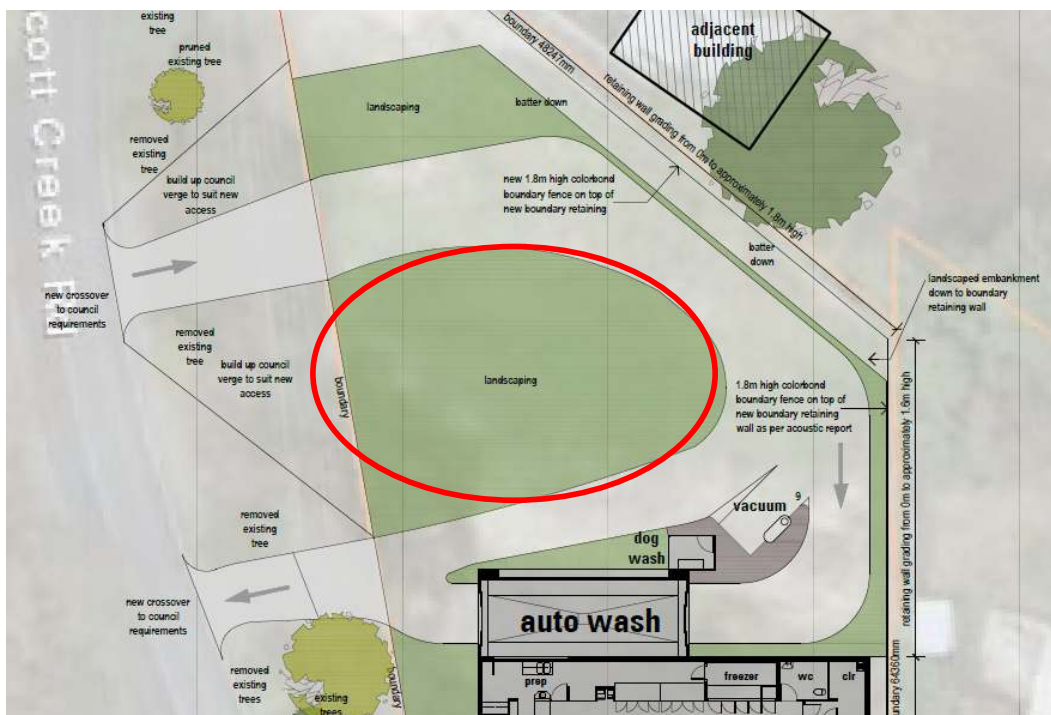 existing
tree
pruned
existing tree
removed
existing
tree
build up council
verge to suit new
access
cott Creek Rd
new crossover
to council
requirements
removed
existing
tree
build up council
verge to suit new
access
landscaping
batter down
boundary 48247mm
retaining wall grading from 0m to approximately 1.8m high
adjacent
building
new 1.8m high colorbond
boundary fence on top of
new boundary retaining
batter
down
landscaped embankment
down to boundary
retaining wall
boundary
landscaping
1.8m high colorbond
boundary fence on top of
new boundary retaining
wall as per acoustic report
retaining wall grading from 0m to approximately 1.6m high
vacuum
9
dog
wash
removed
existing
tree
new crossover
to council
requirements
auto wash
removed
existing
trees
existing
trees
boundary
prep
freezer
wc
clr
undary 64360mm